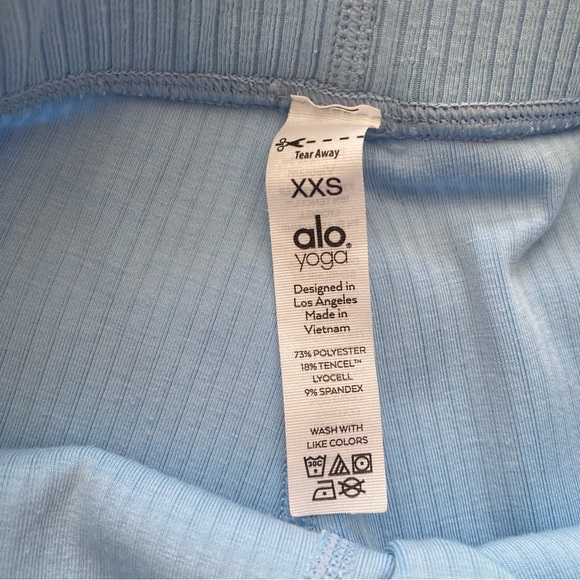 Tear Away
XXS
alo®
yoga
Designed in
Los Angeles
Made in
Vietnam
73% POLYESTER
18% TENCEL™
LYOCELL
9% SPANDEX
WASH WITH
LIKE COLORS
30C